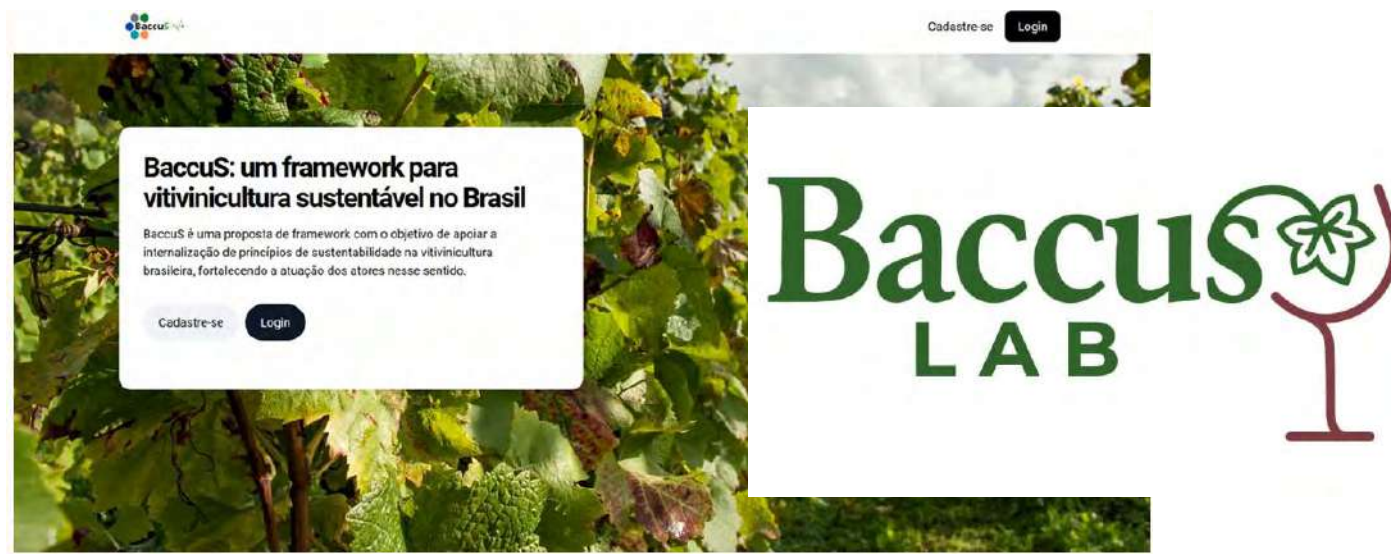 BaccuS
Cadastre-se
Login
BaccuS: um framework para
vitivinicultura sustentável no Brasil
BaccuS é uma proposta de framework com o objetivo de apoiar a
internalização de princípios de sustentabilidade na vitivinicultura
brasileira, fortalecendo a atuação dos atores nesse sentido.
Cadastre-se
Login
Baccus
LAB